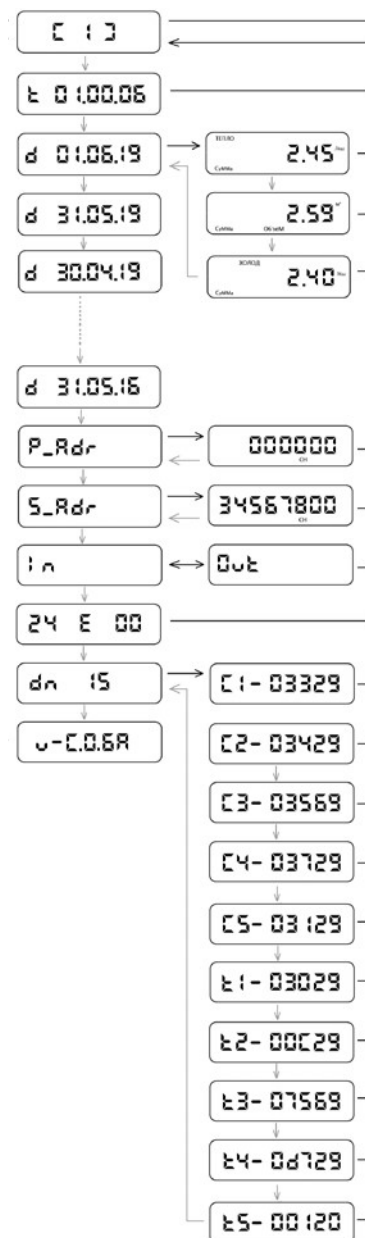 [ 1 ]
t 01.00.06
d 01.06.19
ТЕПЛО
2.45
Сумма
d 31.05.19
2.59 м³
Сумма Объем
d 30.04.19
ХОЛОД
2.40
Сумма
d 31.05.16
P_Adr
000000
S_Adr
34567800
In
Out
24 E 00
dn 15
C1-03329
u-C.0.6A
C2-03429
C3-03569
C4-03729
C5-03129
t1-03029
t2-00C29
t3-07569
t4-0d729
t5-00120